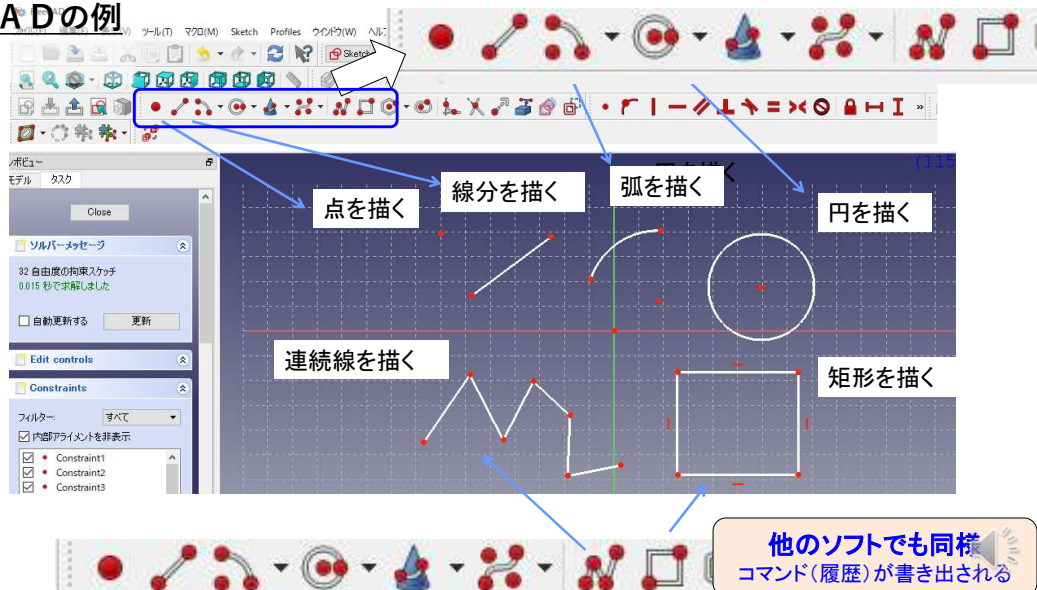 ＡＤの例
ツール(T) マクロ(M) Sketch Profiles ウィンドウ(W)
Sketch
»
ンボビュー
モデル タスク
Close
ソルバーメッセージ
32 自由度の拘束スケッチ
0.015 秒で求解しました
自動更新する 更新
Edit controls
Constraints
フィルター: すべて
内部アライメントを非表示
Constraint1
Constraint2
Constraint3
(115
点を描く
線分を描く
弧を描く
円を描く
連続線を描く
矩形を描く
他のソフトでも同様
コマンド（履歴）が書き出される